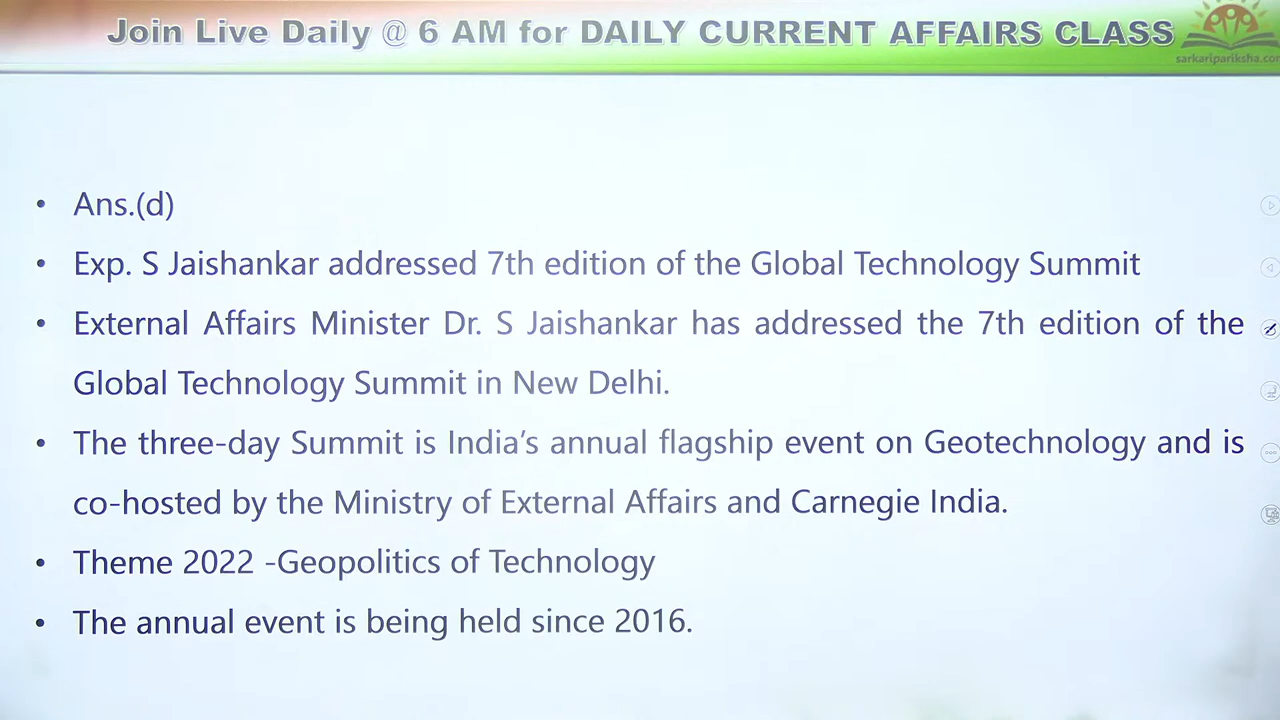 Join Live Daily @ 6 AM for DAILY CURRENT AFFAIRS CLASS
sarkaripariksha.com
• Ans.(d)
• Exp. S Jaishankar addressed 7th edition of the Global Technology Summit
• External Affairs Minister Dr. S Jaishankar has addressed the 7th edition of the
Global Technology Summit in New Delhi.
• The three-day Summit is India’s annual flagship event on Geotechnology and is
co-hosted by the Ministry of External Affairs and Carnegie India.
• Theme 2022 -Geopolitics of Technology
• The annual event is being held since 2016.